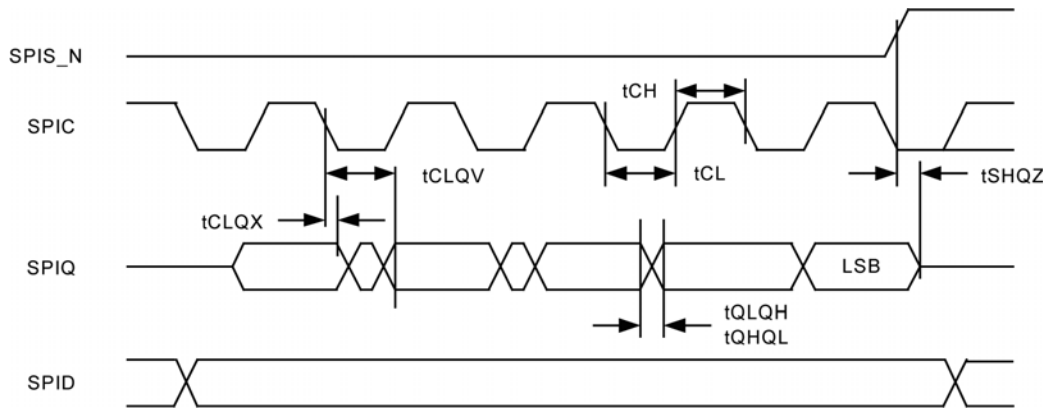 SPIS_N
SPIC
tCH
tCLQV
tCL
tSHQZ
tCLQX
SPIQ
LSB
tQLQH
tQHQL
SPID